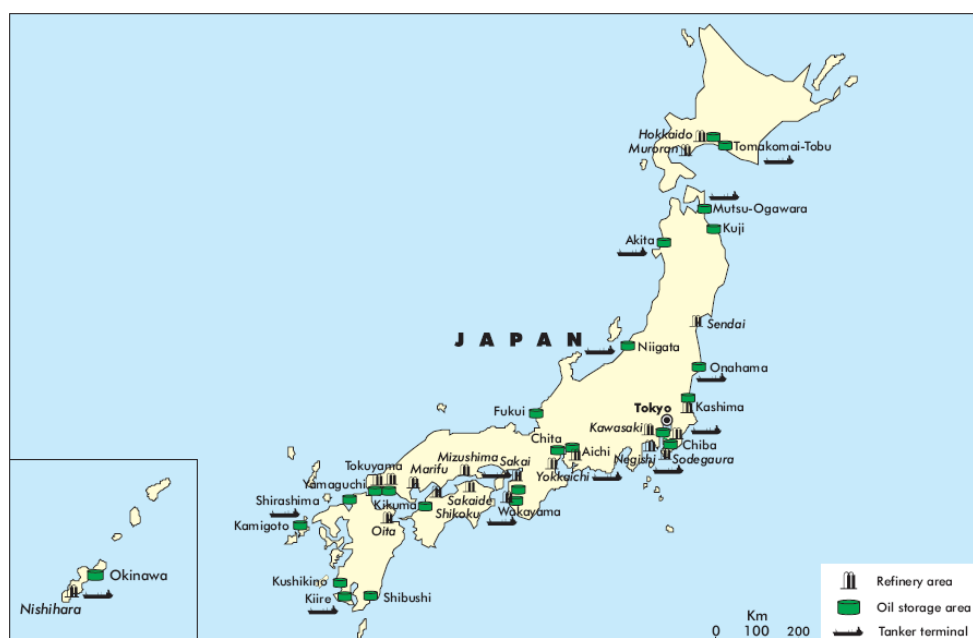 Hokkaido
Muroran
Tomakomai-Tobu
Mutsu-Ogawara
Kuji
Akita
Sendai
JAPAN
Niigata
Onahama
Fukui
Tokyo
Kashima
Kawasaki
Chita
Aichi
Chiba
Negishi
Sodegaura
Mizushima
Sakai
Yokkaichi
Tokuyama
Marifu
Yamaguchi
Sakaide
Shirashima
Kikuma
Shikoku
Wakayama
Kamigoto
Oita
Okinawa
Nishihara
Kushikino
Kiire
Shibushi
Refinery area
Oil storage area
Tanker terminal
Km
0 100 200